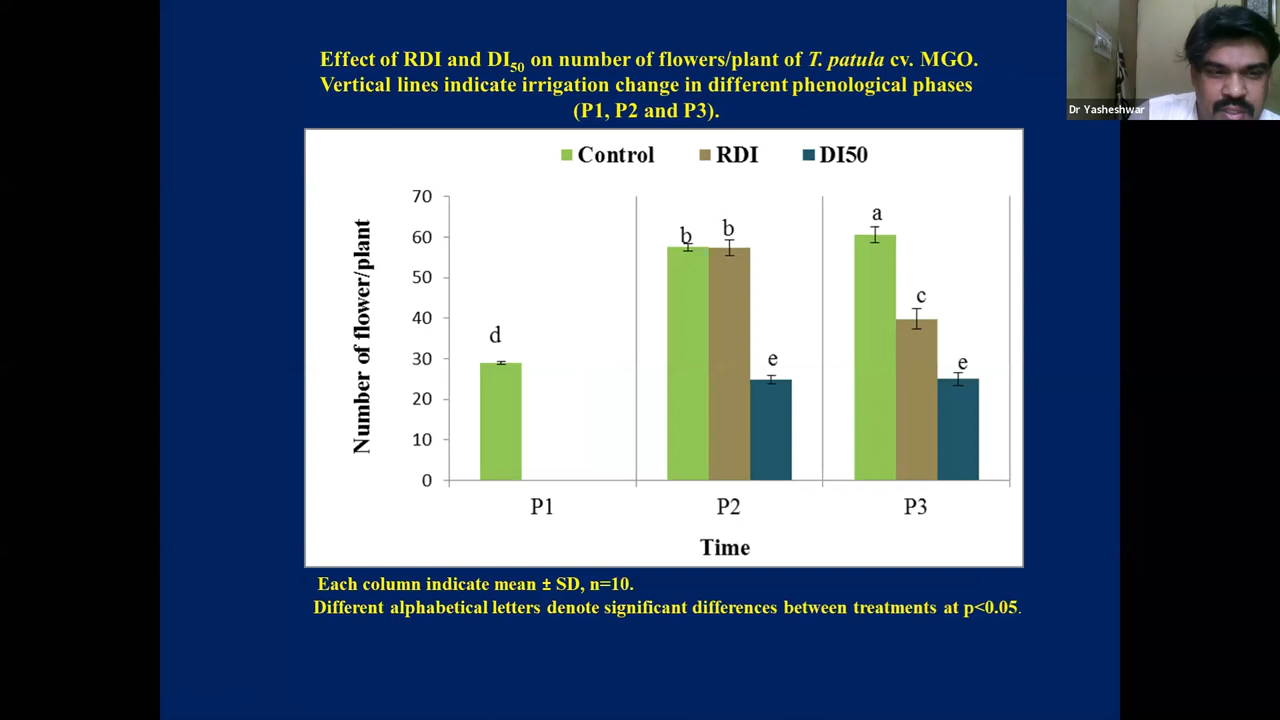 Effect of RDI and DI50 on number of flowers/plant of T. patula cv. MGO.
Vertical lines indicate irrigation change in different phenological phases
(P1, P2 and P3).
Dr Yasheshwar
Control RDI DI50
Number of flower/plant
70
60
50
40
30
20
10
0
d
b
b
e
a
c
e
P1 P2 P3
Time
Each column indicate mean ± SD, n=10.
Different alphabetical letters denote significant differences between treatments at p<0.05.